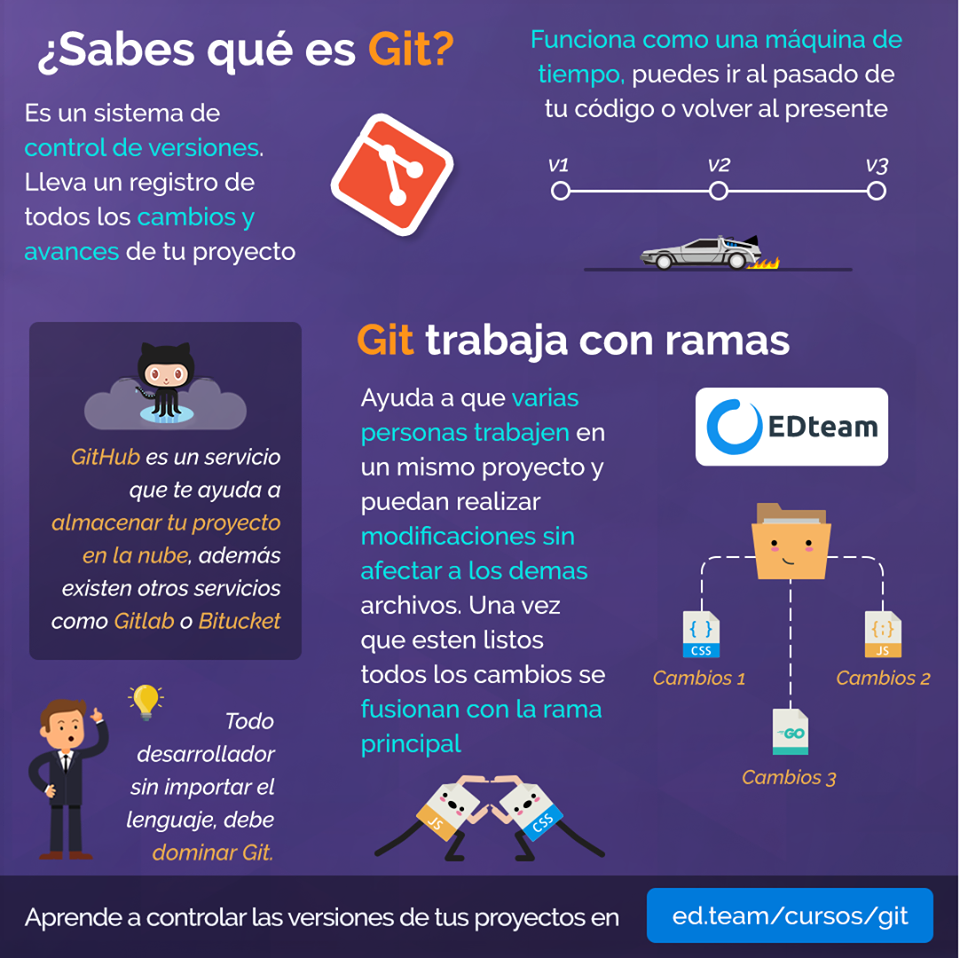 ¿Sabes qué es Git?
Es un sistema de
control de versiones.
Lleva un registro de
todos los cambios y
avances de tu proyecto
Funciona como una máquina de
tiempo, puedes ir al pasado de
tu código o volver al presente
v1
v2
v3
GitHub es un servicio
que te ayuda a
almacenar tu proyecto
en la nube, además
existen otros servicios
como Gitlab o Bitucket
Git trabaja con ramas
Ayuda a que varias
personas trabajen en
un mismo proyecto y
puedan realizar
modificaciones sin
afectar a los demas
archivos. Una vez
que esten listos
todos los cambios se
fusionan con la rama
principal
EDteam
{ }
CSS
Cambios 1
{;}
JS
Cambios 2
GO
Cambios 3
Todo
desarrollador
sin importar el
lenguaje, debe
dominar Git.
JS
CSS
Aprende a controlar las versiones de tus proyectos en
ed.team/cursos/git